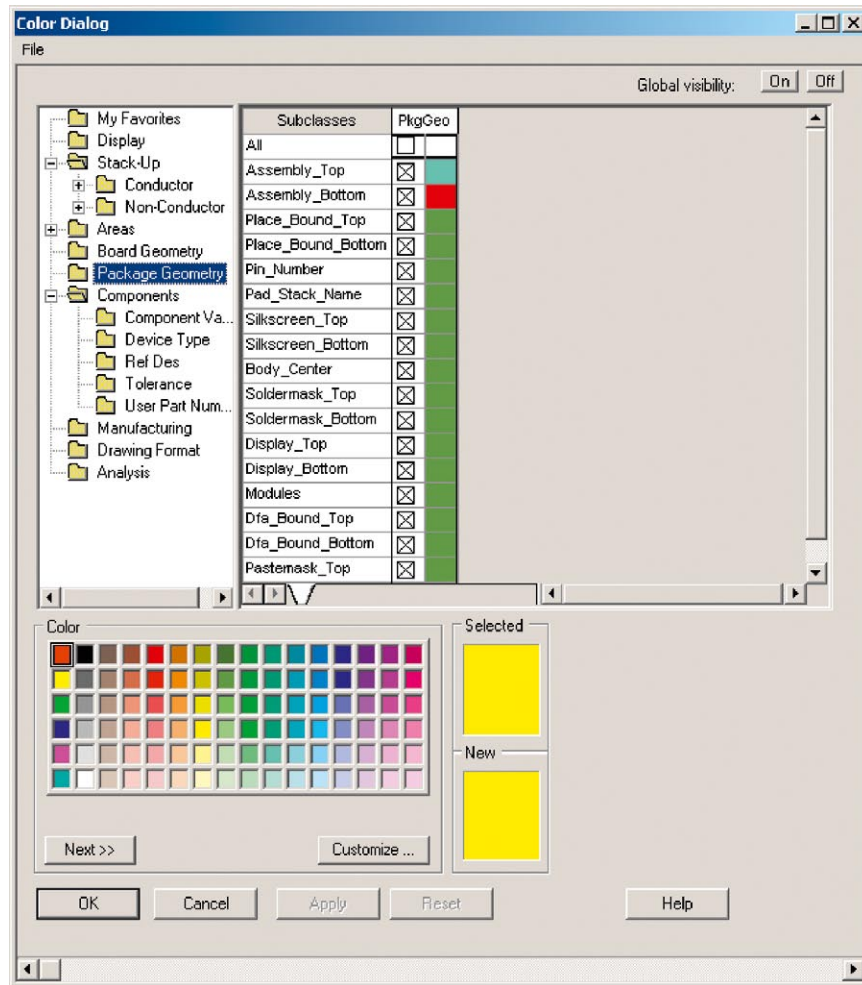 Color Dialog
File
Global visibility: On Off
My Favorites
Display
Stack-Up
Conductor
Non-Conductor
Areas
Board Geometry
Package Geometry
Components
Component Va...
Device Type
Ref Des
Tolerance
User Part Num...
Manufacturing
Drawing Format
Analysis
Subclasses PkgGeo
All
Assembly_Top
Assembly_Bottom
Place_Bound_Top
Place_Bound_Bottom
Pin_Number
Pad_Stack_Name
Silkscreen_Top
Silkscreen_Bottom
Body_Center
Soldermask_Top
Soldermask_Bottom
Display_Top
Display_Bottom
Modules
Dfa_Bound_Top
Dfa_Bound_Bottom
Pastemask_Top
Color
Selected
New
Next >> Customize ...
OK Cancel Apply Reset Help